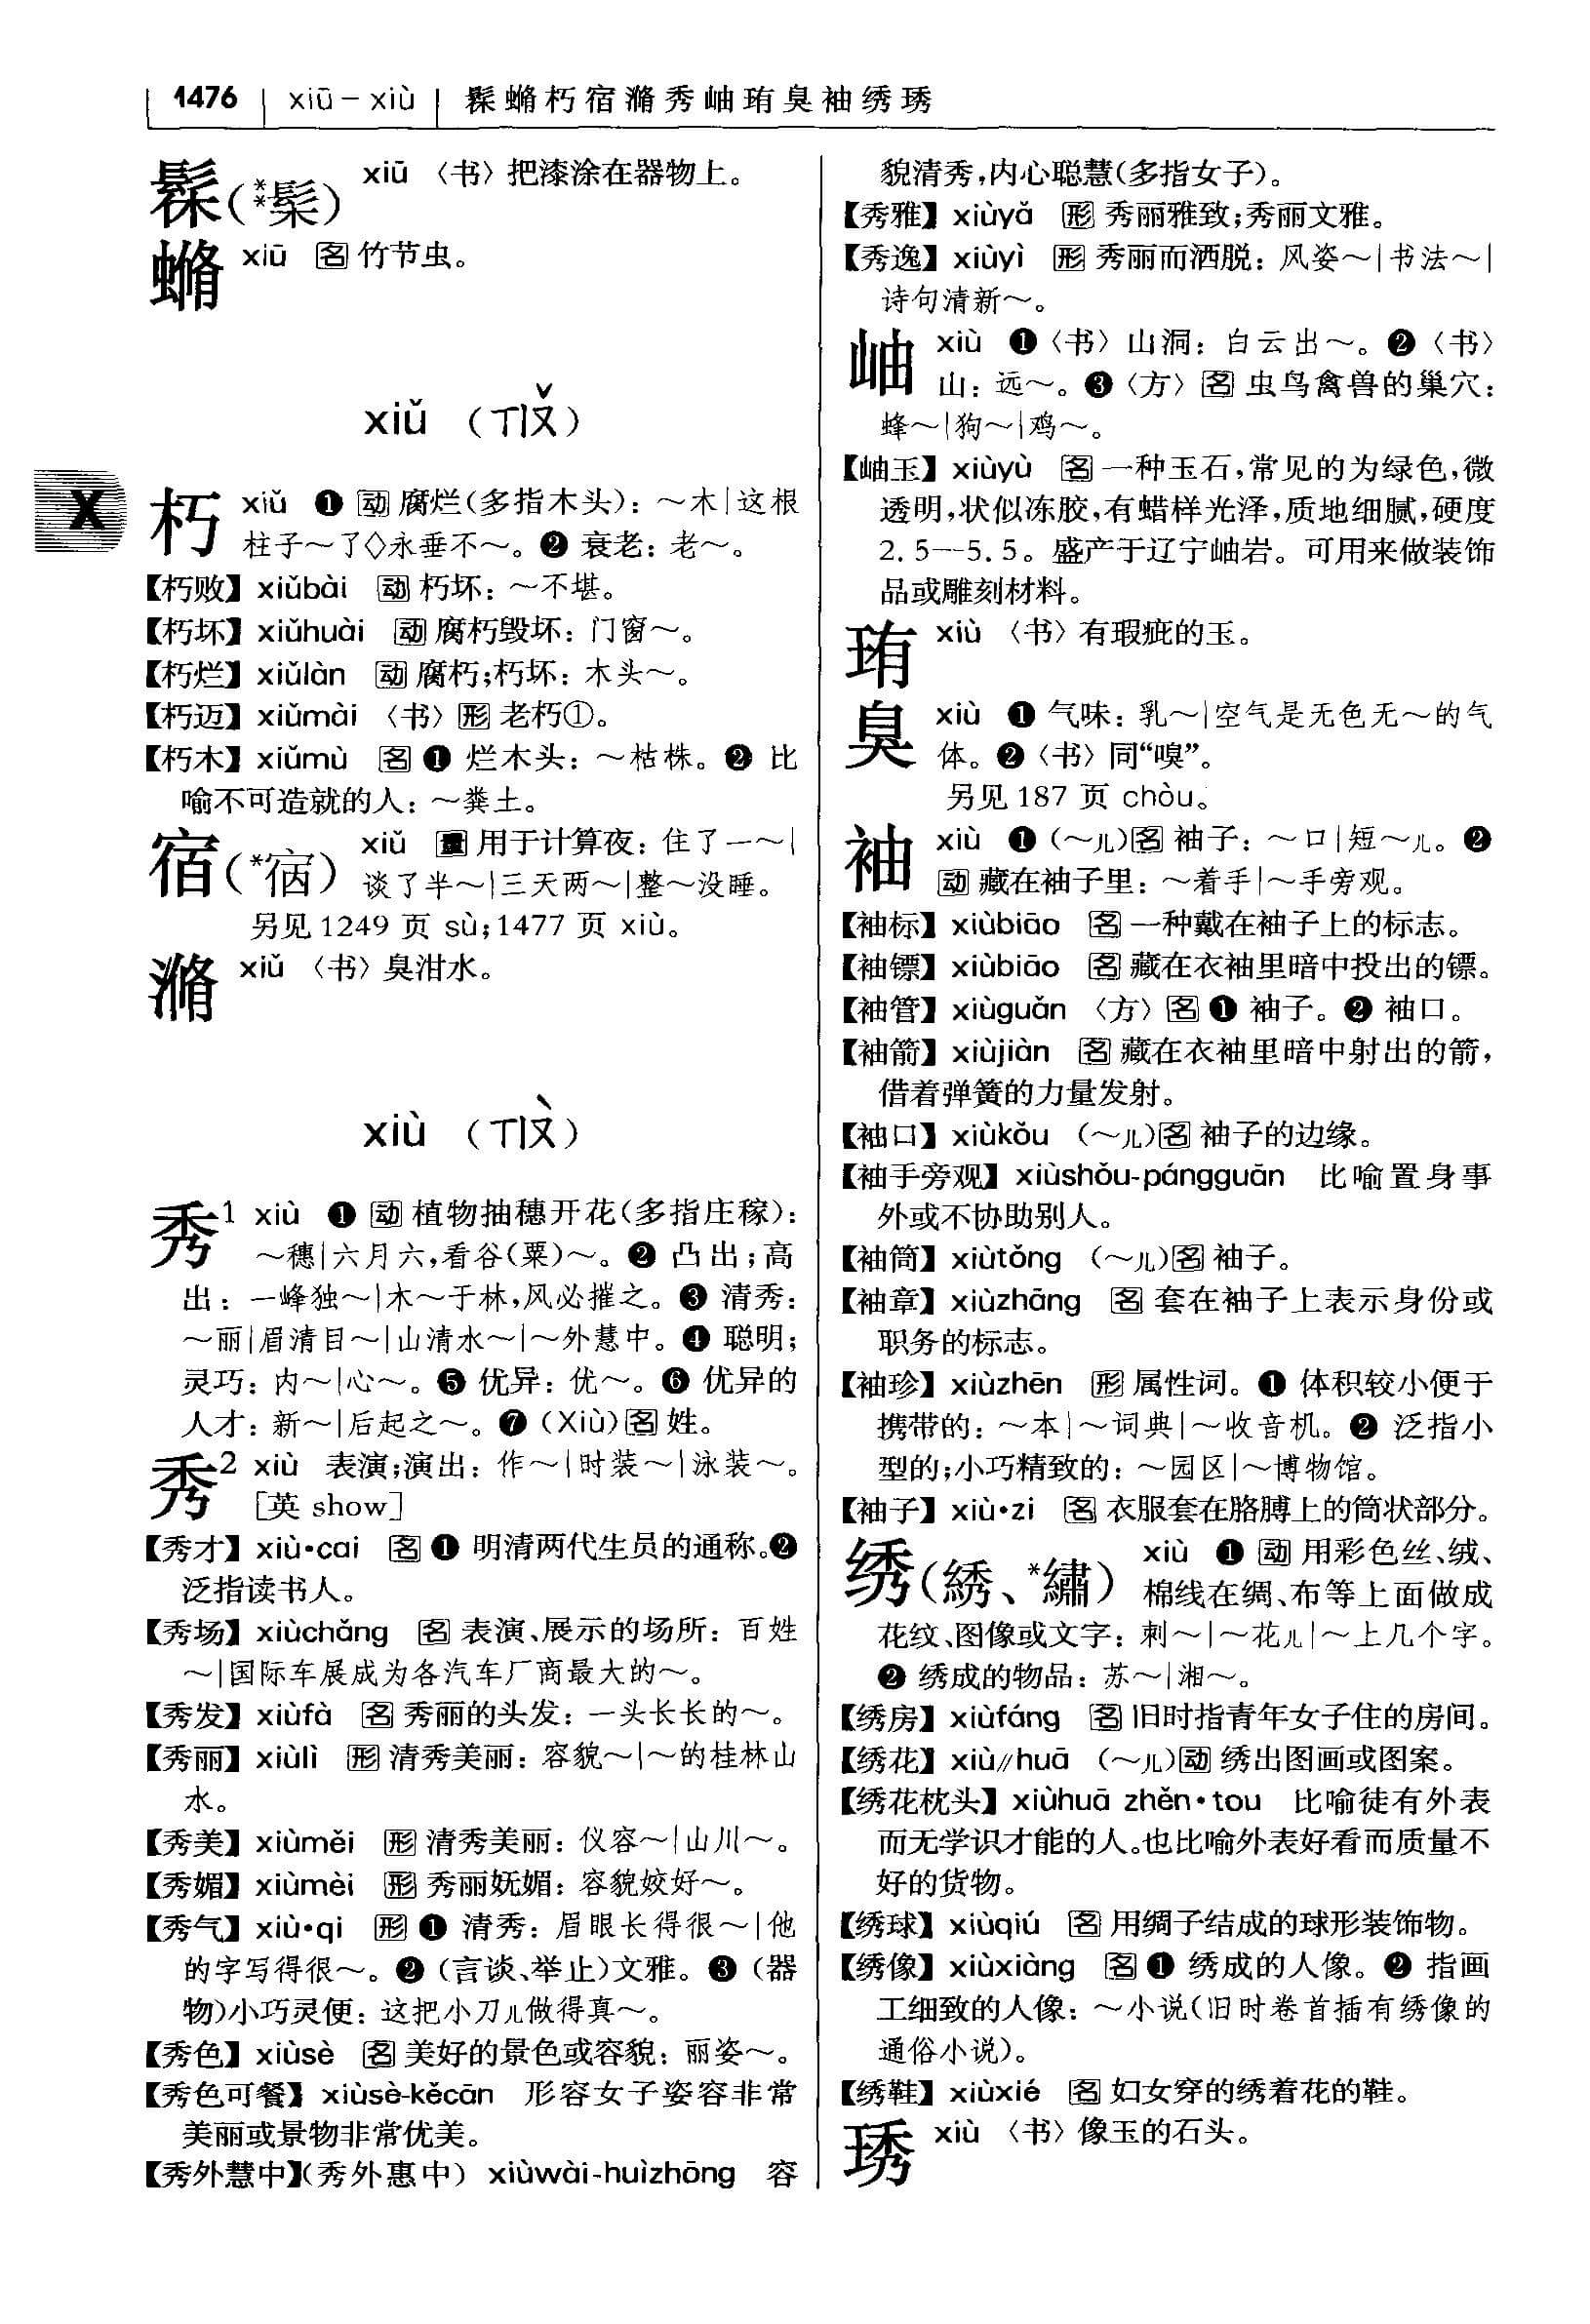 1476 xiū－xiù 髹蛴朽宿滫秀岫珛臭袖绣琇
髹(**髤) xiū 〈书〉把漆涂在器物上。
蟏 xiū 名 竹节虫。
xiǔ (ㄒㄧㄡˇ)
X
朽 xiǔ ❶ 动 腐烂(多指木头)：～木|这根
柱子～了◇永垂不～。❷ 衰老：老～。
【朽败】xiǔbài 动 朽坏：～不堪。
【朽坏】xiǔhuài 动 腐朽毁坏：门窗～。
【朽烂】xiǔlàn 动 腐朽;朽坏：木头～。
【朽迈】xiǔmài 〈书〉形 老朽①。
【朽木】xiǔmù 名 ❶ 烂木头：～枯株。❷ 比
喻不可造就的人：～粪土。
宿(*㝛) xiǔ 量 用于计算夜：住了一～|
谈了半～|三天两～|整～没睡。
另见1249 页 sù;1477 页 xiù。
滫 xiǔ 〈书〉臭泔水。
xiù (ㄒㄧㄡˋ)
秀1 xiù ❶ 动 植物抽穗开花(多指庄稼)：
～穗|六月六,看谷(粟)～。❷ 凸出;高
出：一峰独～|木～于林,风必摧之。❸ 清秀：
～丽|眉清目～|山清水～|～外慧中。❹ 聪明;
灵巧：内～|心～。❺ 优异：优～。❻ 优异的
人才：新～|后起之～。❼ (Xiù)名 姓。
秀2 xiù 表演;演出：作～|时装～|泳装～。
[英 show]
【秀才】xiù•cai 名 ❶ 明清两代生员的通称。❷
泛指读书人。
【秀场】xiùchǎng 名 表演、展示的场所：百姓
～|国际车展成为各汽车厂商最大的～。
【秀发】xiùfà 名 秀丽的头发：一头长长的～。
【秀丽】xiùlì 形 清秀美丽：容貌～|～的桂林山
水。
【秀美】xiùměi 形 清秀美丽：仪容～|山川～。
【秀媚】xiùmèi 形 秀丽妩媚：容貌姣好～。
【秀气】xiù•qi 形 ❶ 清秀：眉眼长得很～|他
的字写得很～。❷ (言谈、举止)文雅。❸ (器
物)小巧灵便：这把小刀儿做得真～。
【秀色】xiùsè 名 美好的景色或容貌：丽姿～。
【秀色可餐】xiùsè-kěcān 形容女子姿容非常
美丽或景物非常优美。
【秀外慧中】(秀外惠中) xiùwài-huìzhōng 容
貌清秀,内心聪慧(多指女子)。
【秀雅】xiùyǎ 形 秀丽雅致;秀丽文雅。
【秀逸】xiùyì 形 秀丽而洒脱：风姿～|书法～|
诗句清新～。
岫 xiù ❶〈书〉山洞：白云出～。❷〈书〉
山：远～。❸〈方〉名 虫鸟禽兽的巢穴：
蜂～|狗～|鸡～。
【岫玉】xiùyù 名 一种玉石,常见的为绿色,微
透明,状似冻胶,有蜡样光泽,质地细腻,硬度
2.5—5.5。盛产于辽宁岫岩。可用来做装饰
品或雕刻材料。
珛 xiù 〈书〉有瑕疵的玉。
臭 xiù ❶ 气味：乳～|空气是无色无～的气
体。❷〈书〉同“嗅”。
另见187 页 chòu。
袖 xiù ❶ (～儿)名 袖子：～口|短～儿。❷
动 藏在袖子里：～着手|～手旁观。
【袖标】xiùbiāo 名 一种戴在袖子上的标志。
【袖镖】xiùbiāo 名 藏在衣袖里暗中投出的镖。
【袖管】xiùguǎn 〈方〉名 ❶ 袖子。❷ 袖口。
【袖箭】xiùjiàn 名 藏在衣袖里暗中射出的箭,
借着弹簧的力量发射。
【袖口】xiùkǒu (～儿)名 袖子的边缘。
【袖手旁观】xiùshǒu-pángguān 比喻置身事
外或不协助别人。
【袖筒】xiùtǒng (～儿)名 袖子。
【袖章】xiùzhāng 名 套在袖子上表示身份或
职务的标志。
【袖珍】xiùzhēn 形 属性词。❶ 体积较小便于
携带的：～本|～词典|～收音机。❷ 泛指小
型的;小巧精致的：～园区|～博物馆。
【袖子】xiù•zi 名 衣服套在胳膊上的筒状部分。
绣(綉、*繡) xiù ❶ 动 用彩色丝、绒、
棉线在绸、布等上面做成
花纹、图像或文字：刺～|～花儿|～上几个字。
❷ 绣成的物品：苏～|湘～。
【绣房】xiùfáng 名 旧时指青年女子住的房间。
【绣花】xiù//huā (～儿)动 绣出图画或图案。
【绣花枕头】xiùhuā zhěn•tou 比喻徒有外表
而无学识才能的人。也比喻外表好看而质量不
好的货物。
【绣球】xiùqiú 名 用绸子结成的球形装饰物。
【绣像】xiùxiàng 名 ❶ 绣成的人像。❷ 指画
工细致的人像：～小说(旧时卷首插有绣像的
通俗小说)。
【绣鞋】xiùxié 名 妇女穿的绣着花的鞋。
琇 xiù 〈书〉像玉的石头。